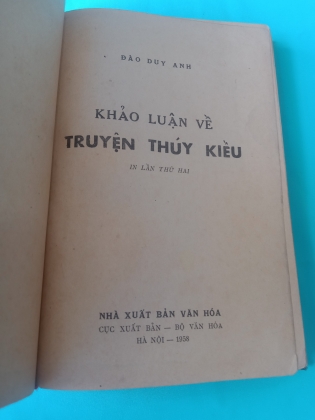 ĐÀO DUY ANH
KHẢO LUẬN VỀ
TRUYỆN THÚY KIỀU
IN LẦN THỨ HAI
NHÀ XUẤT BẢN VĂN HÓA
CỤC XUẤT BẢN — BỘ VĂN HÓA
HÀ NỘI — 1958